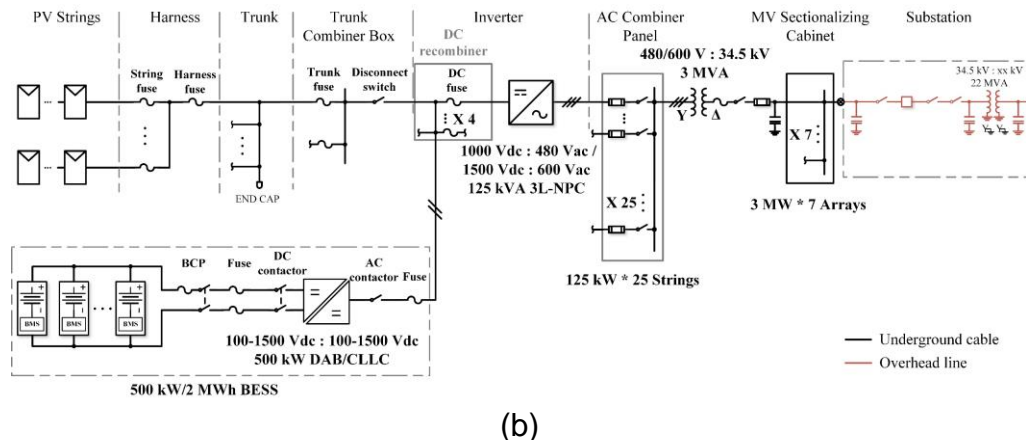 PV Strings
Harness
Trunk
Trunk
Combiner Box
Inverter
AC Combiner
Panel
MV Sectionalizing
Cabinet
Substation
DC recombiner
480/600 V : 34.5 kV
3 MVA
34.5 kV : xx kV
22 MVA
String
fuse
Harness
fuse
Trunk
fuse
Disconnect
switch
DC
fuse
X 4
Y
Δ
X 7
Y
Y
1000 Vdc : 480 Vac /
1500 Vdc : 600 Vac
125 kVA 3L-NPC
END CAP
X 25
3 MW * 7 Arrays
125 kW * 25 Strings
BCP
Fuse
DC
contactor
AC
contactor
Fuse
BMS
BMS
BMS
100-1500 Vdc : 100-1500 Vdc
500 kW DAB/CLLC
500 kW/2 MWh BESS
Underground cable
Overhead line
(b)